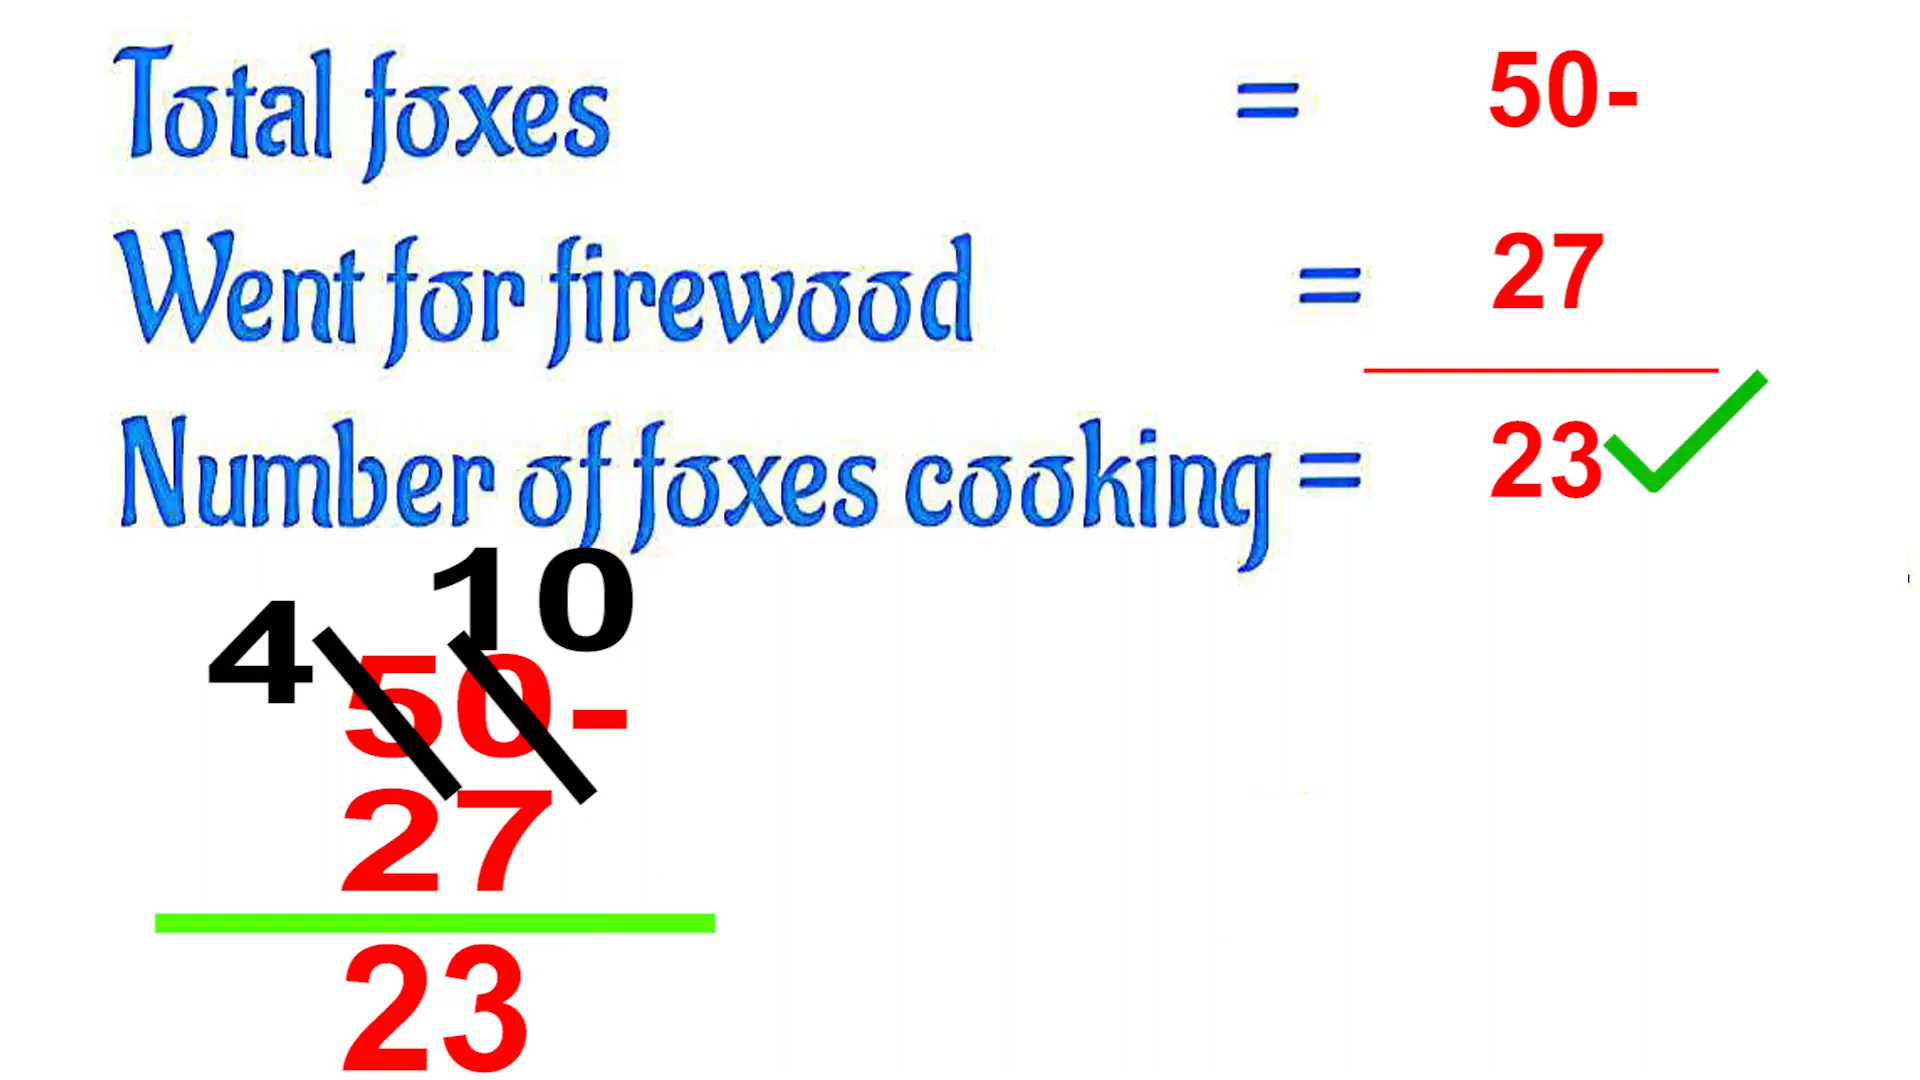 Total foxes = 50-
Went for firewood = 27
Number of foxes cooking = 23
10
4
50-
27
23